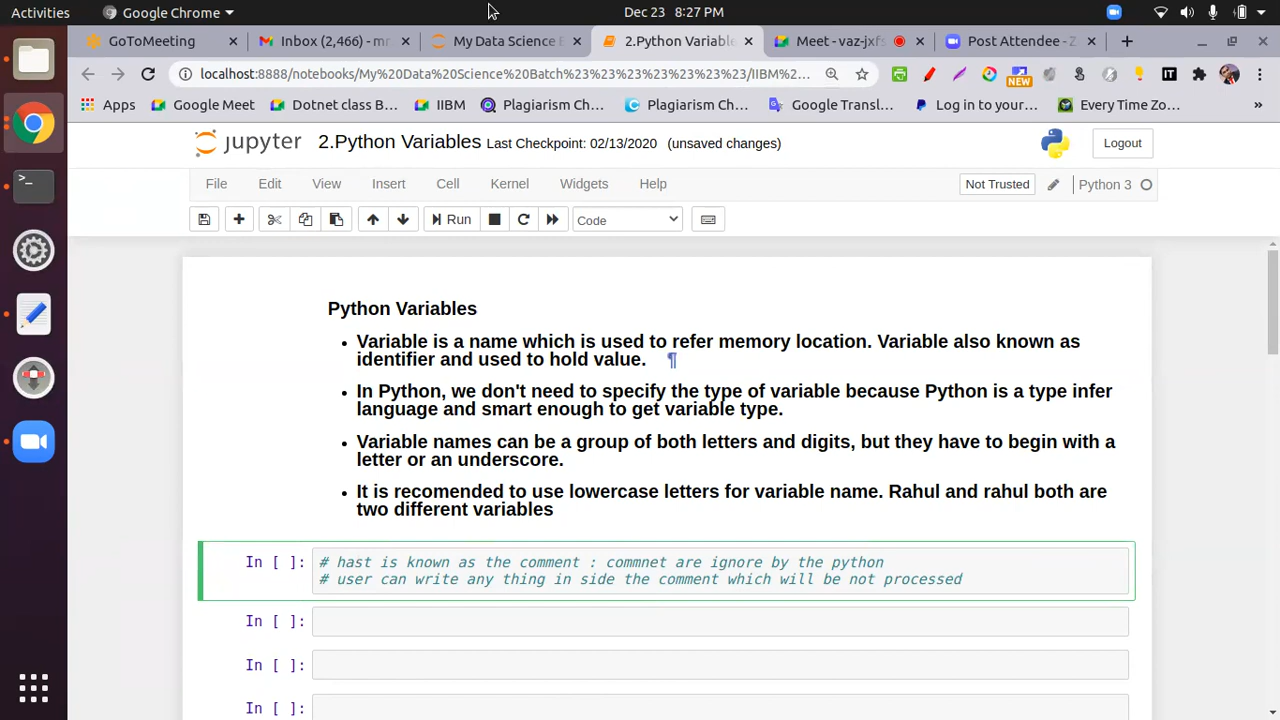 Activities Google Chrome Dec 23 8:27 PM
GoToMeeting Inbox (2,466) - mr My Data Science B 2.Python Variable Meet - vaz-jxfs Post Attendee - Z
localhost:8888/notebooks/My%20Data%20Science%20Batch%23%23%23%23%23%23%23/IIBM%2... NEW IT
Apps Google Meet Dotnet class B... IIBM Plagiarism Ch... Plagiarism Ch... Google Transl... Log in to your... Every Time Zo... »
jupyter 2.Python Variables Last Checkpoint: 02/13/2020 (unsaved changes) Logout
File Edit View Insert Cell Kernel Widgets Help Not Trusted Python 3
Run Code
Python Variables
• Variable is a name which is used to refer memory location. Variable also known as
identifier and used to hold value. ¶
• In Python, we don't need to specify the type of variable because Python is a type infer
language and smart enough to get variable type.
• Variable names can be a group of both letters and digits, but they have to begin with a
letter or an underscore.
• It is recomended to use lowercase letters for variable name. Rahul and rahul both are
two different variables
In [ ]: # hast is known as the comment : commnet are ignore by the python
# user can write any thing in side the comment which will be not processed
In [ ]:
In [ ]:
In [ ]: